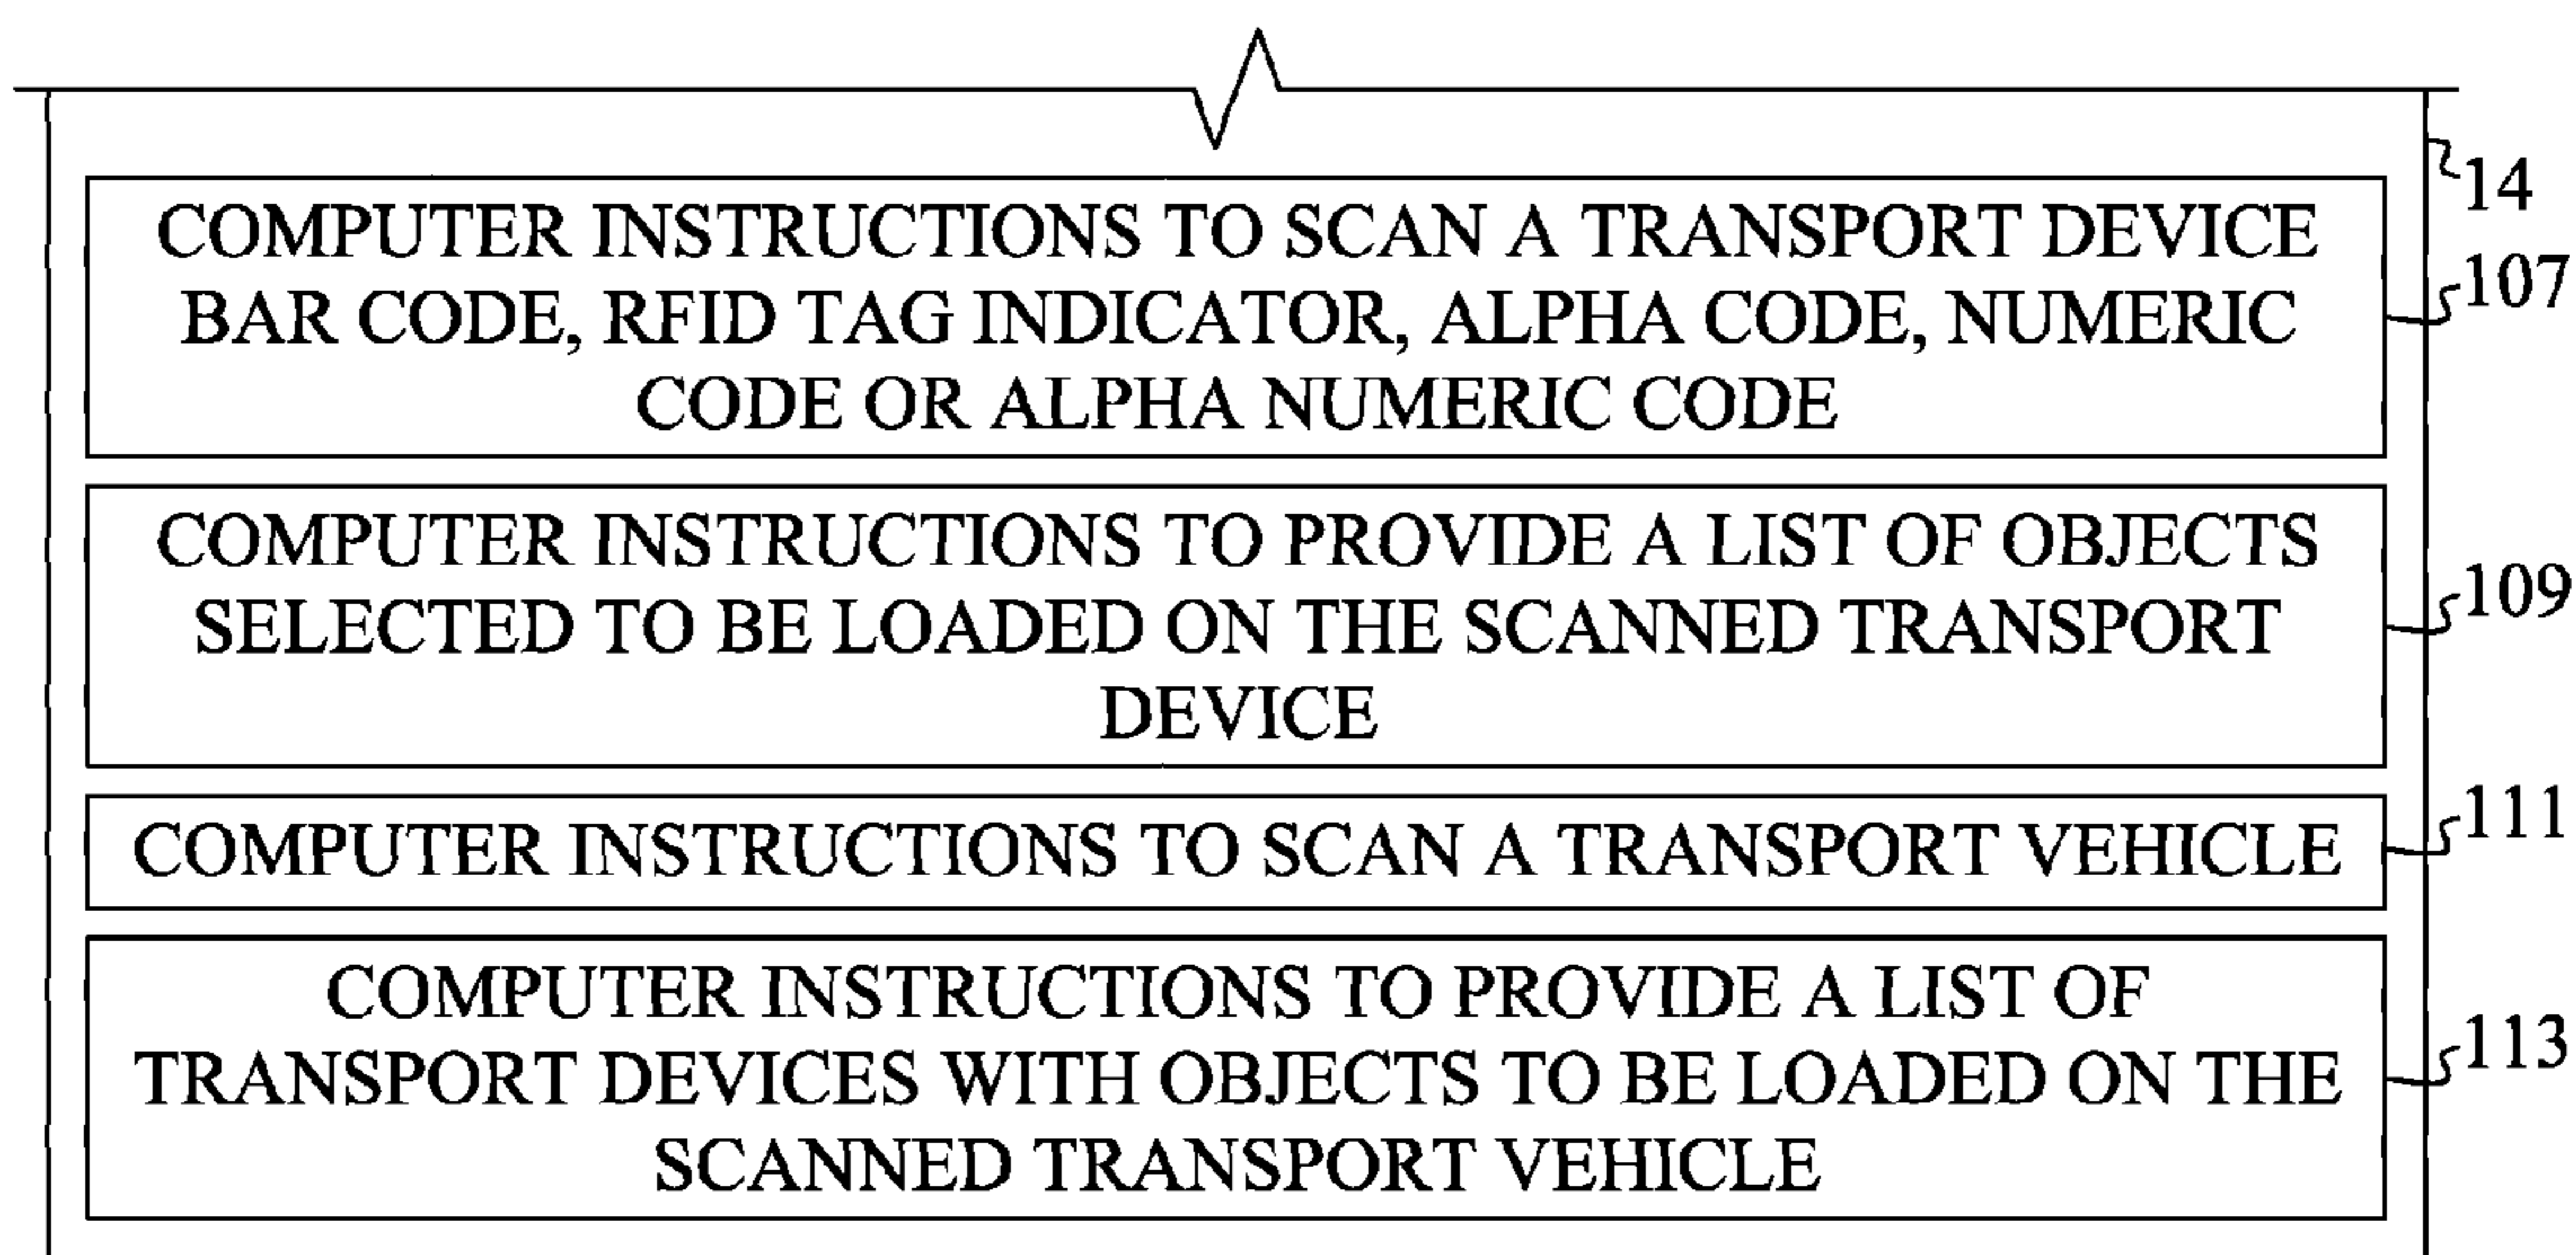 14
COMPUTER INSTRUCTIONS TO SCAN A TRANSPORT DEVICE
BAR CODE, RFID TAG INDICATOR, ALPHA CODE, NUMERIC
CODE OR ALPHA NUMERIC CODE
107
COMPUTER INSTRUCTIONS TO PROVIDE A LIST OF OBJECTS
SELECTED TO BE LOADED ON THE SCANNED TRANSPORT
DEVICE
109
COMPUTER INSTRUCTIONS TO SCAN A TRANSPORT VEHICLE
111
COMPUTER INSTRUCTIONS TO PROVIDE A LIST OF
TRANSPORT DEVICES WITH OBJECTS TO BE LOADED ON THE
SCANNED TRANSPORT VEHICLE
113